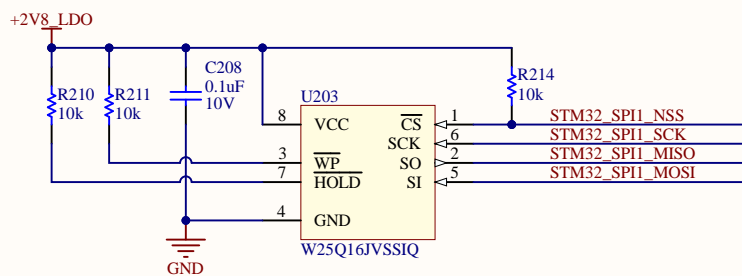 +2V8_LDO
R210
10k
R211
10k
C208
0.1uF
10V
U203
R214
10k
8 VCC CS 1 STM32_SPI1_NSS
SCK 6 STM32_SPI1_SCK
3 WP SO 2 STM32_SPI1_MISO
7 HOLD SI 5 STM32_SPI1_MOSI
4 GND
W25Q16JVSSIQ
GND